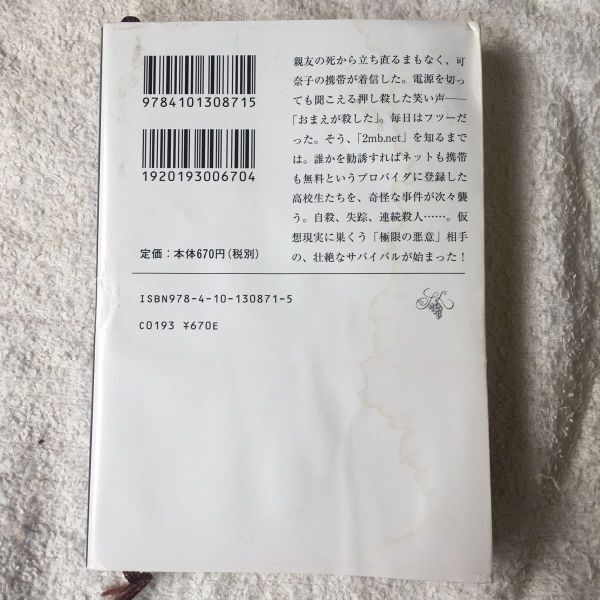 親友の死から立ち直るまもなく、可
奈子の携帯が着信した。電源を切っ
ても聞こえる押し殺した笑い声――
「おまえが殺した」。毎日はフツーだ
った。そう、「2mb.net」を知るまで
は。誰かを勧誘すればネットも携帯
も無料というプロバイダに登録した
高校生たちを、奇怪な事件が次々襲
う。自殺、失踪、連続殺人……。仮
想現実に巣くう「極限の悪意」相手
の、壮絶なサバイバルが始まった！
9784101308715
1920193006704
定価：本体670円（税別）
ISBN978-4-10-130871-5
C0193 ¥670E